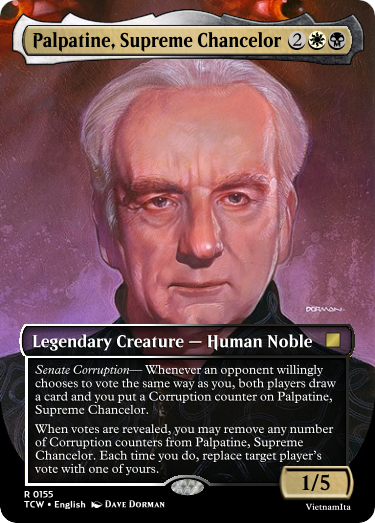 Palpatine, Supreme Chancelor 2
DORMAN
Legendary Creature — Human Noble
Senate Corruption— Whenever an opponent willingly
chooses to vote the same way as you, both players draw
a card and you put a Corruption counter on Palpatine,
Supreme Chancelor.
When votes are revealed, you may remove any
number of Corruption counters from Palpatine, Supreme
Chancelor. Each time you do, replace target player's
vote with one of yours.
1/5
R 0155
TCW • English DAVE DORMAN
VietnamIta